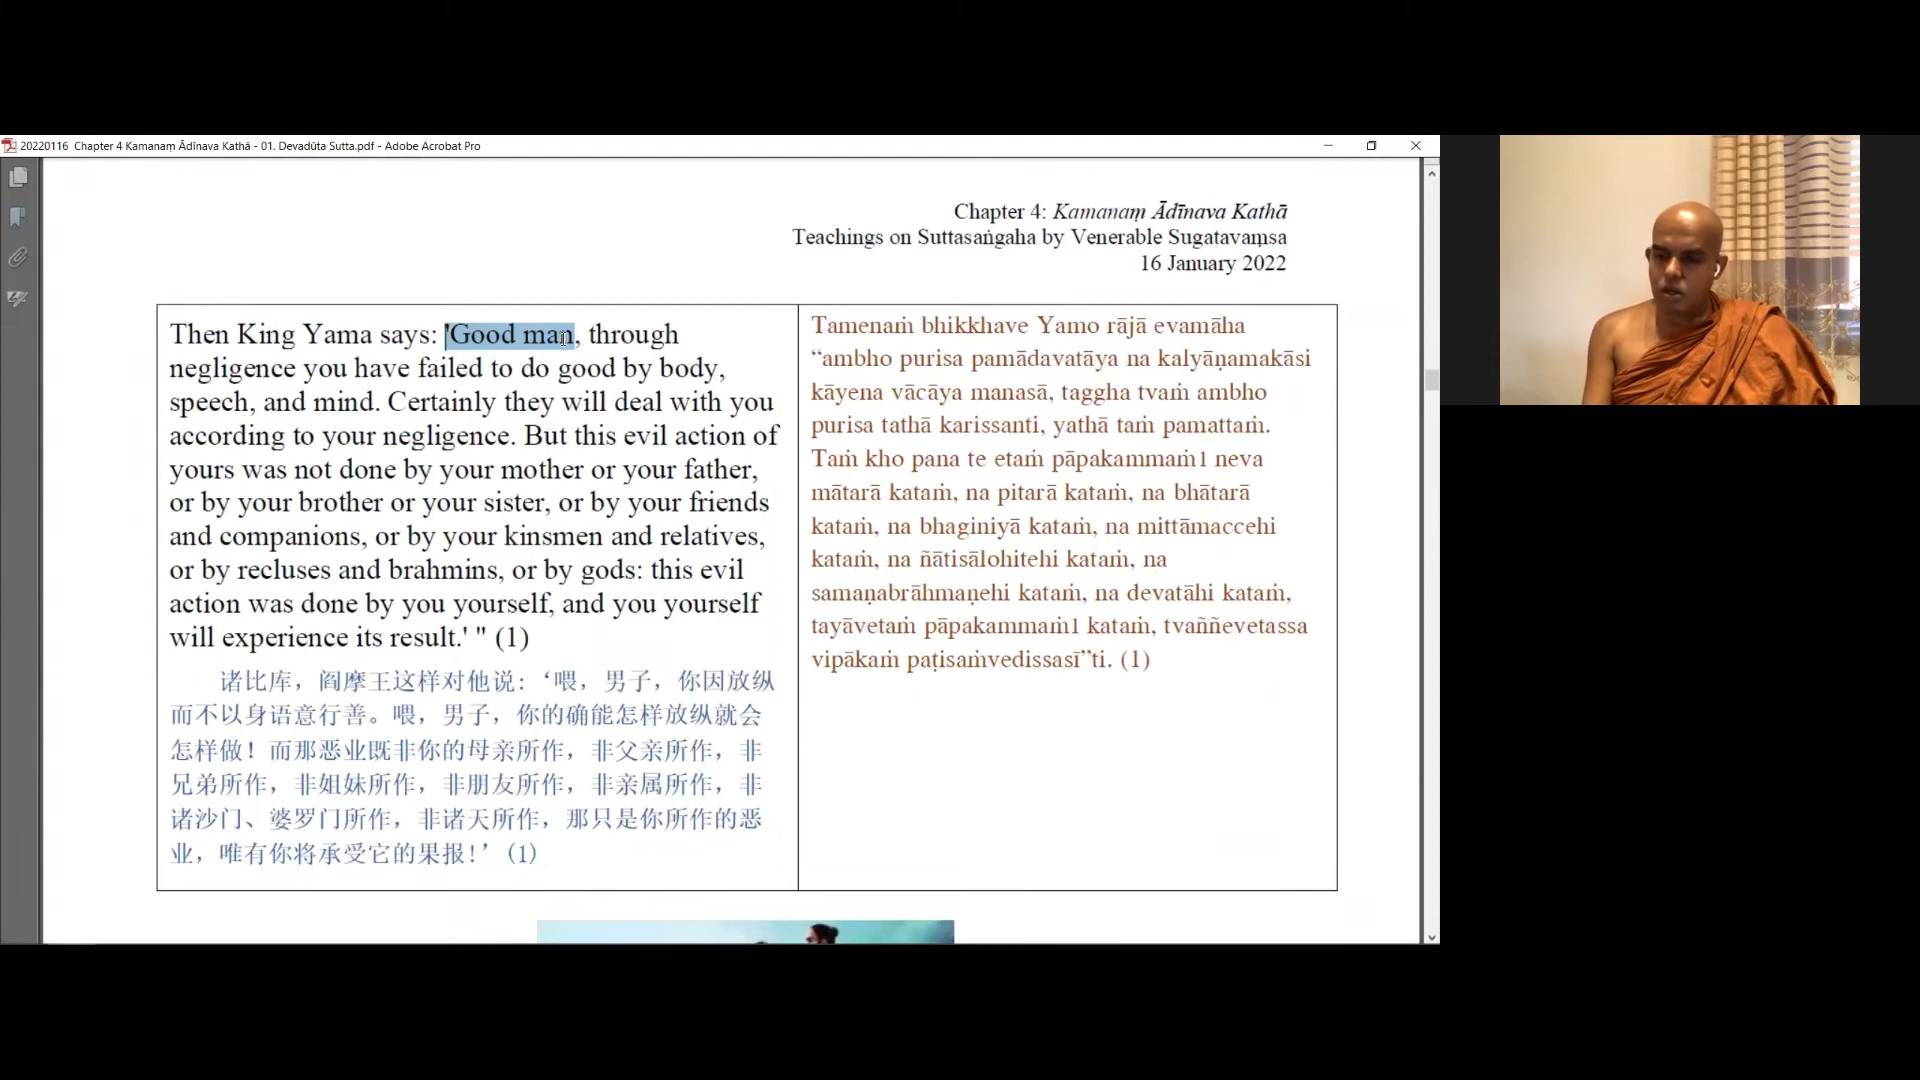 20220116 Chapter 4 Kamanaṃ Ādīnava Kathā - 01. Devadūta Sutta.pdf - Adobe Acrobat Pro
Chapter 4: Kamanaṃ Ādīnava Kathā
Teachings on Suttasaṅgaha by Venerable Sugatavaṃsa
16 January 2022
Then King Yama says: 'Good man, through
negligence you have failed to do good by body,
speech, and mind. Certainly they will deal with you
according to your negligence. But this evil action of
yours was not done by your mother or your father,
or by your brother or your sister, or by your friends
and companions, or by your kinsmen and relatives,
or by recluses and brahmins, or by gods: this evil
action was done by you yourself, and you yourself
will experience its result.' " (1)
诸比库，阎摩王这样对他说：‘喂，男子，你因放纵
而不以身语意行善。喂，男子，你的确能怎样放纵就会
怎样做！而那恶业既非你的母亲所作，非父亲所作，非
兄弟所作，非姐妹所作，非朋友所作，非亲属所作，非
诸沙门、婆罗门所作，非诸天所作，那只是你所作的恶
业，唯有你将承受它的果报！’ (1)
Tamenaṁ bhikkhave Yamo rājā evamāha
“ambho purisa pamādavatāya na kalyāṇamakāsi
kāyena vācāya manasā, taggha tvaṁ ambho
purisa tathā karissanti, yathā taṁ pamattaṁ.
Taṁ kho pana te etaṁ pāpakammaṁ1 neva
mātarā kataṁ, na pitarā kataṁ, na bhātarā
kataṁ, na bhaginiyā kataṁ, na mittāmaccehi
kataṁ, na ñātisālohitehi kataṁ, na
samaṇabrāhmaṇehi kataṁ, na devatāhi kataṁ,
tayāvetaṁ pāpakammaṁ1 kataṁ, tvaññevetassa
vipākaṁ paṭisaṁvedissasī”ti. (1)